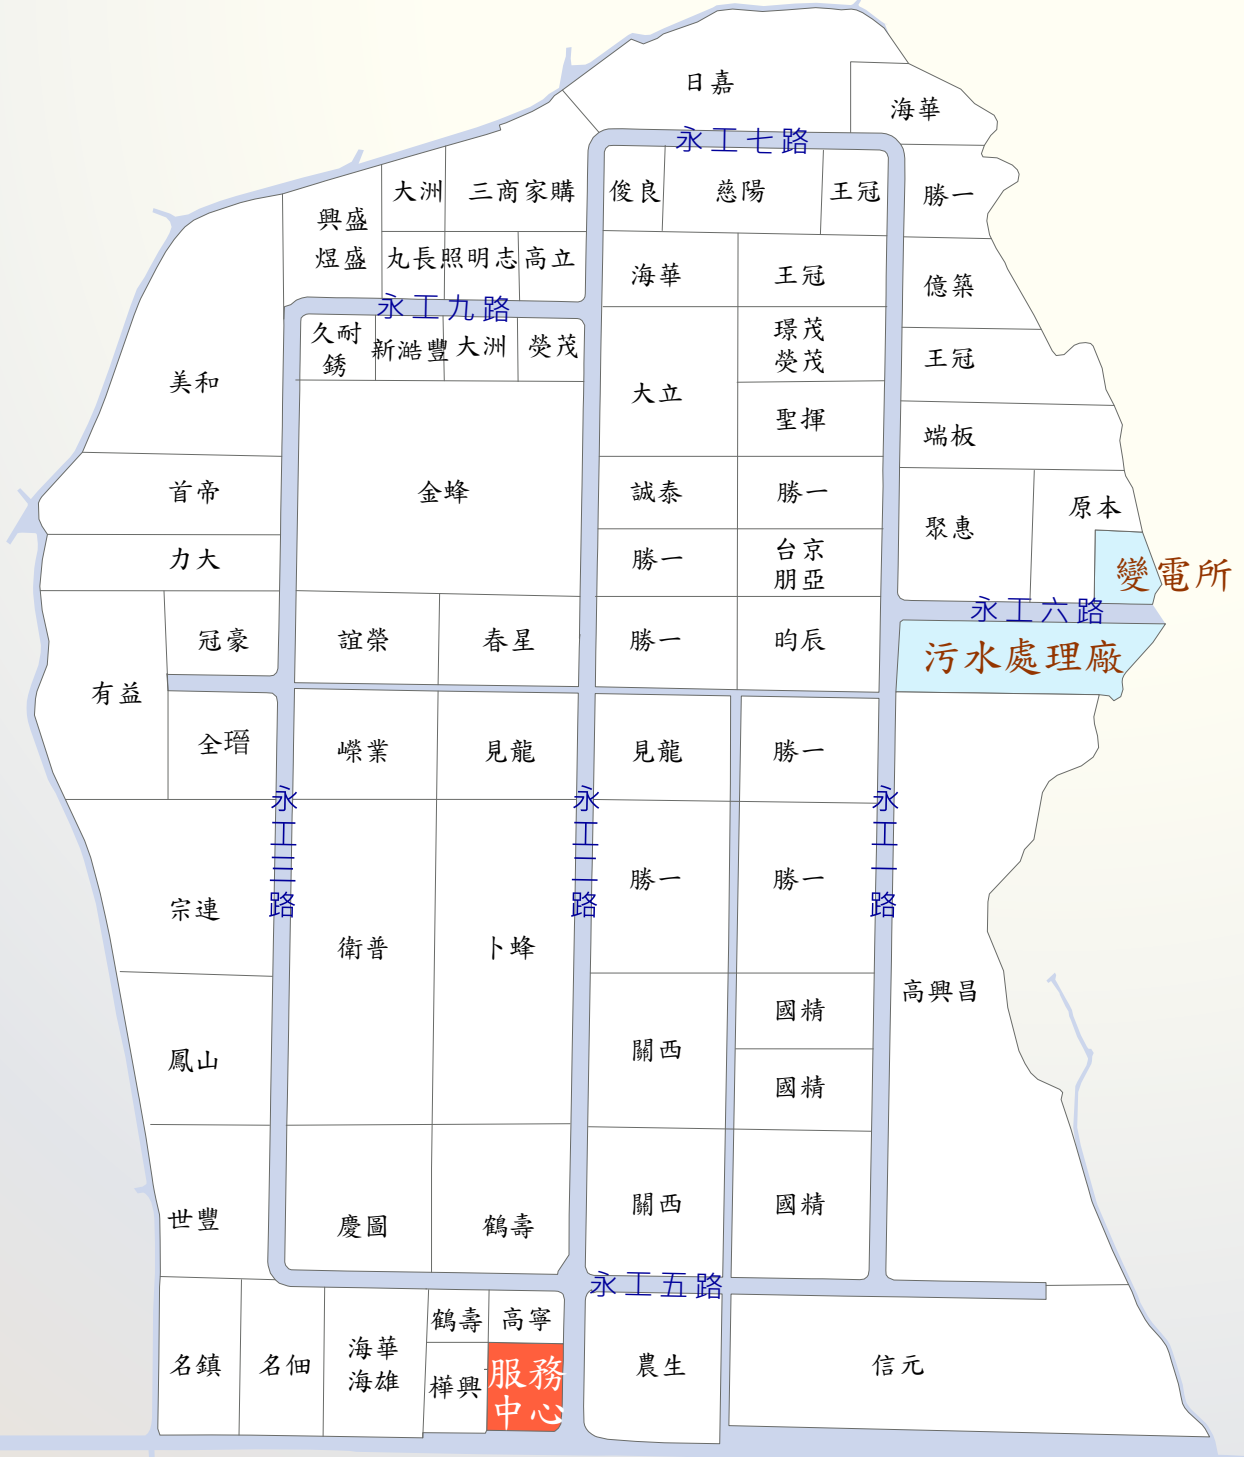 日嘉
海華
永工七路
大洲
三商家購
俊良
慈陽
王冠
勝一
興盛
煜盛
丸長
照明志
高立
海華
王冠
億築
永工九路
久耐
銹
新澔豐
大洲
熒茂
璟茂
熒茂
王冠
美和
大立
聖揮
端板
首帝
金蜂
誠泰
勝一
聚惠
原本
力大
勝一
台京
朋亞
變電所
永工六路
冠豪
誼榮
春星
勝一
昀辰
污水處理廠
有益
全瑨
嶸業
見龍
見龍
勝一
永工三路
永工二路
永工一路
宗連
衛普
卜蜂
勝一
勝一
高興昌
鳳山
關西
國精
國精
世豐
慶圖
鶴壽
關西
國精
永工五路
名鎮
名佃
海華
海雄
鶴壽
高寧
樺興
服務
中心
農生
信元